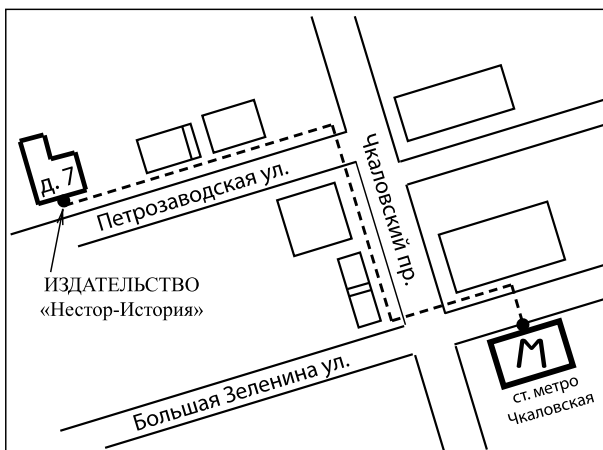 Чкаловский пр.
Петрозаводская ул.
д. 7
ИЗДАТЕЛЬСТВО
«Нестор-История»
Большая Зеленина ул.
М
ст. метро
Чкаловская